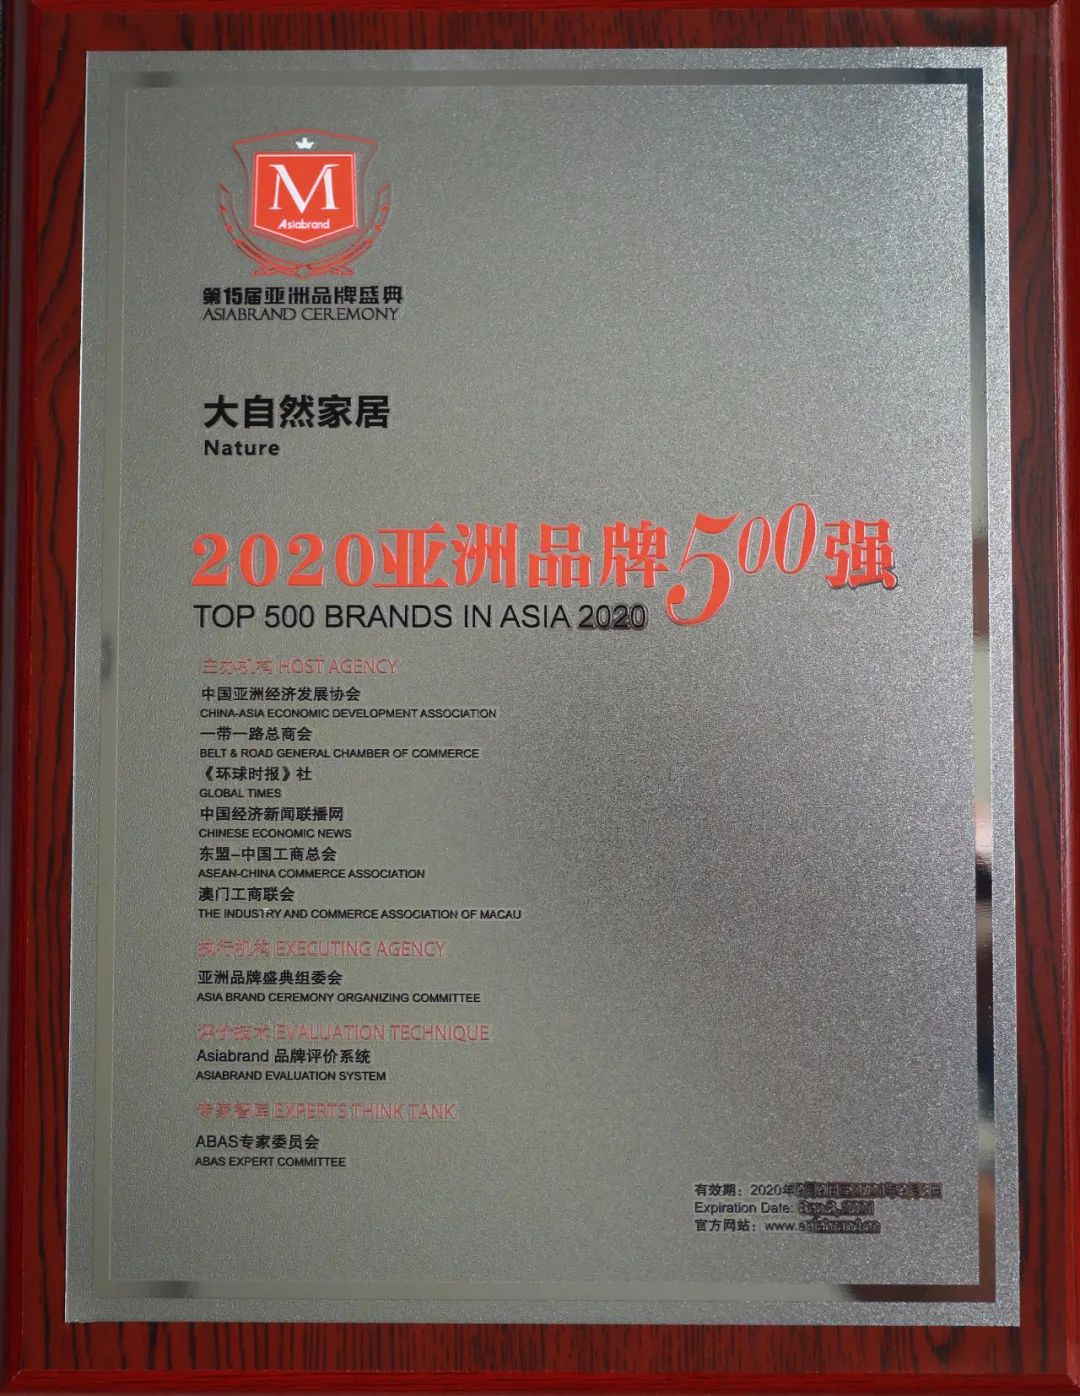 M
Asiabrand
第15届亚洲品牌盛典
ASIABRAND CEREMONY
大自然家居
Nature
2020亚洲品牌500强
TOP 500 BRANDS IN ASIA 2020
主办机构 HOST AGENCY
中国亚洲经济发展协会
CHINA-ASIA ECONOMIC DEVELOPMENT ASSOCIATION
一带一路总商会
BELT & ROAD GENERAL CHAMBER OF COMMERCE
《环球时报》社
GLOBAL TIMES
中国经济新闻联播网
CHINESE ECONOMIC NEWS
东盟-中国工商总会
ASEAN-CHINA COMMERCE ASSOCIATION
澳门工商联会
THE INDUSTRY AND COMMERCE ASSOCIATION OF MACAU
执行机构 EXECUTING AGENCY
亚洲品牌盛典组委会
ASIA BRAND CEREMONY ORGANIZING COMMITTEE
评价技术 EVALUATION TECHNIQUE
Asiabrand 品牌评价系统
ASIABRAND EVALUATION SYSTEM
专家智库 EXPERTS THINK TANK
ABAS专家委员会
ABAS EXPERT COMMITTEE
有效期：2020年
Expiration Date:
官方网站：www.asiabrand.cn